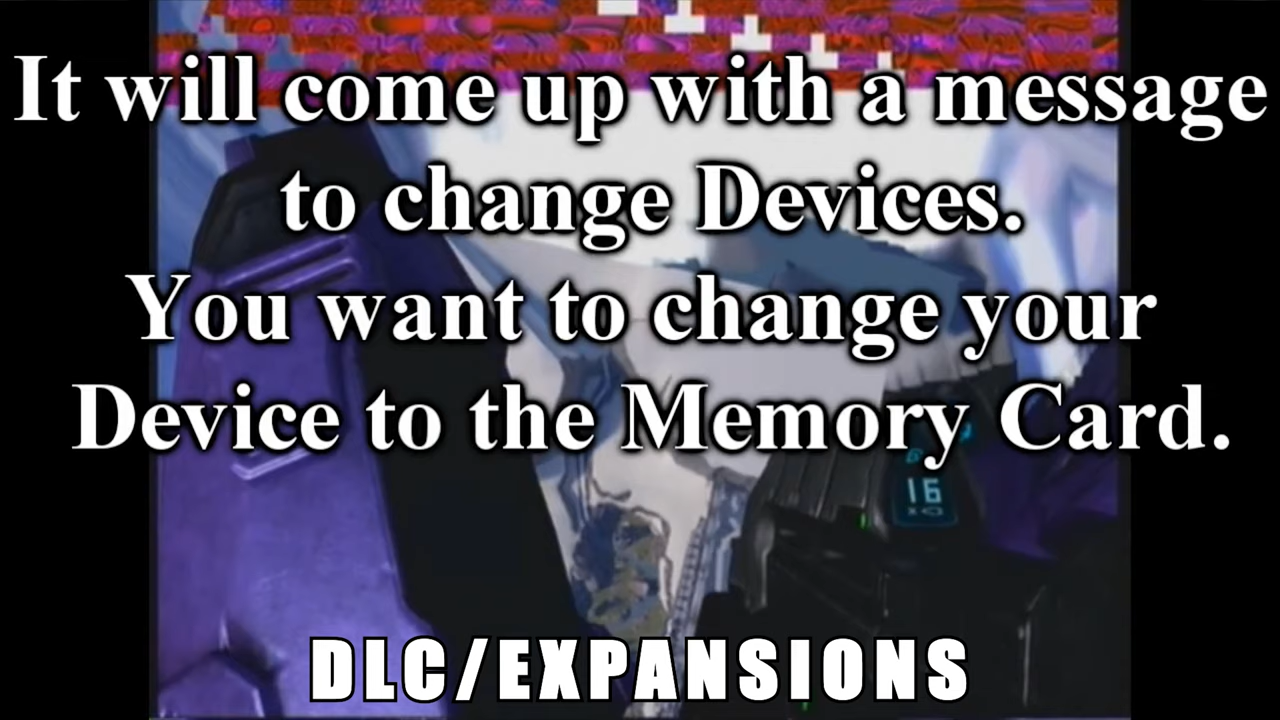 It will come up with a message
to change Devices.
You want to change your
Device to the Memory Card.
16
DLC/EXPANSIONS